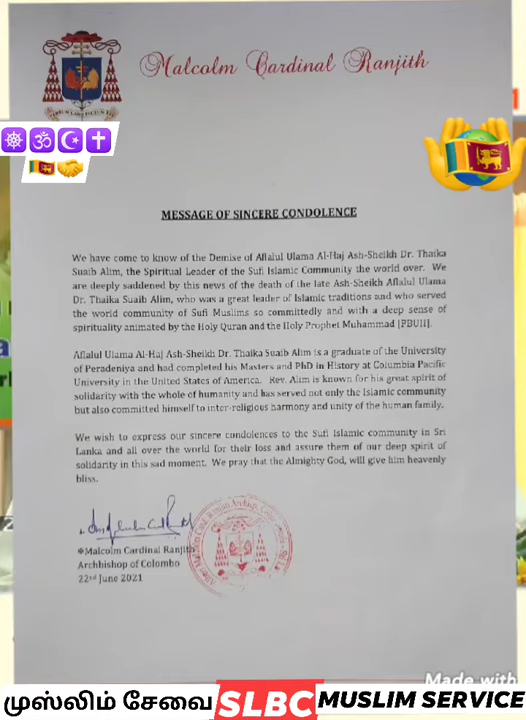 Malcolm Cardinal Ranjith
MESSAGE OF SINCERE CONDOLENCE
We have come to know of the Demise of Aflalul Ulama Al-Haj Ash-Sheikh Dr. Thaika
Suaib Alim, the Spiritual Leader of the Sufi Islamic Community the world over. We
are deeply saddened by this news of the death of the late Ash-Sheikh Aflalul Ulama
Dr. Thaika Suaib Alim, who was a great leader of Islamic traditions and who served
the world community of Sufi Muslims so committedly and with a deep sense of
spirituality animated by the Holy Quran and the Holy Prophet Muhammad [PBUH].
Aflalul Ulama Al-Haj Ash-Sheikh Dr. Thaika Suaib Alim is a graduate of the University
of Peradeniya and had completed his Masters and PhD in History at Columbia Pacific
University in the United States of America. Rev. Alim is known for his great spirit of
solidarity with the whole of humanity and has served not only the Islamic community
but also committed himself to inter-religious harmony and unity of the human family.
We wish to express our sincere condolences to the Sufi Islamic community in Sri
Lanka and all over the world for their loss and assure them of our deep spirit of
solidarity in this sad moment. We pray that the Almighty God, will give him heavenly
bliss.
✠Malcolm Cardinal Ranjith
Archbishop of Colombo
22nd June 2021
Made with
முஸ்லிம் சேவை SLBC MUSLIM SERVICE